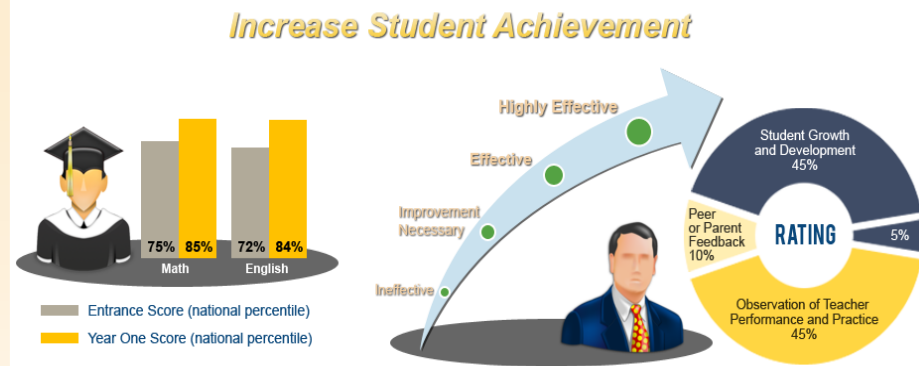 Increase Student Achievement
75% 85% 72% 84%
Math English
Entrance Score (national percentile)
Year One Score (national percentile)
Highly Effective
Effective
Improvement
Necessary
Ineffective
Student Growth
and Development
45%
Peer
or Parent
Feedback
10%
RATING
5%
Observation of Teacher
Performance and Practice
45%